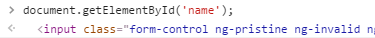 > document.getElementById('name');
<input class="form-control ng-pristine ng-invalid